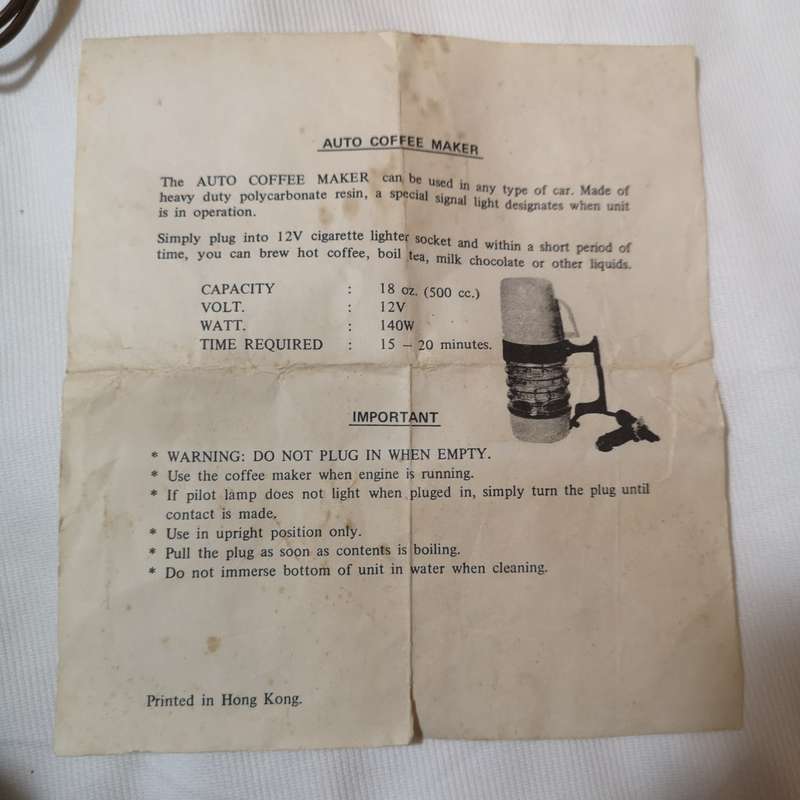 AUTO COFFEE MAKER
The AUTO COFFEE MAKER can be used in any type of car. Made of
heavy duty polycarbonate resin, a special signal light designates when unit
is in operation.
Simply plug into 12V cigarette lighter socket and within a short period of
time, you can brew hot coffee, boil tea, milk chocolate or other liquids.
CAPACITY : 18 oz. (500 cc.)
VOLT. : 12V
WATT. : 140W
TIME REQUIRED : 15 – 20 minutes.
IMPORTANT
* WARNING: DO NOT PLUG IN WHEN EMPTY.
* Use the coffee maker when engine is running.
* If pilot lamp does not light when pluged in, simply turn the plug until
contact is made.
* Use in upright position only.
* Pull the plug as soon as contents is boiling.
* Do not immerse bottom of unit in water when cleaning.
Printed in Hong Kong.